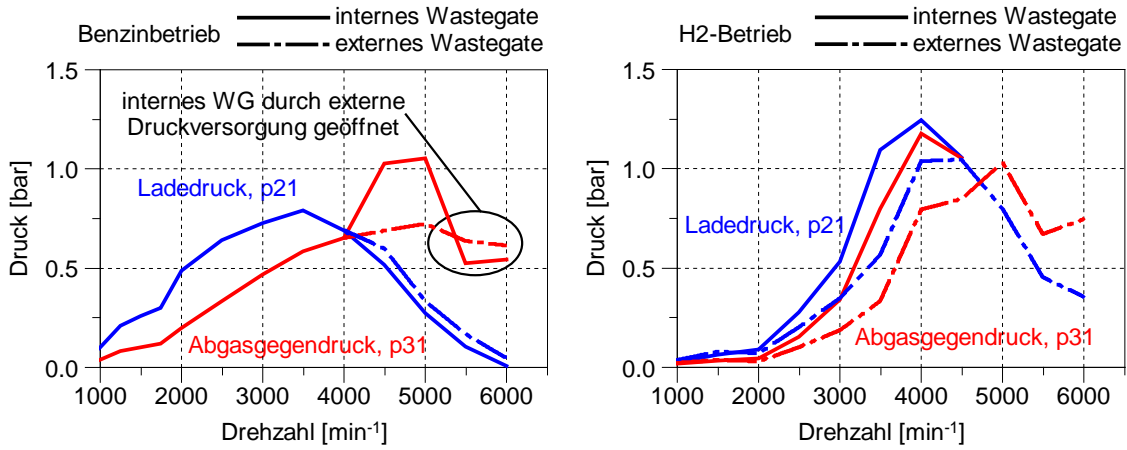 Benzinbetrieb
internes Wastegate
externes Wastegate
1.5
1.0
0.5
0.0
Druck [bar]
internes WG durch externe
Druckversorgung geöffnet
Ladedruck, p21
Abgasgegendruck, p31
1000 2000 3000 4000 5000 6000
Drehzahl [min⁻¹]
H2-Betrieb
internes Wastegate
externes Wastegate
1.5
1.0
0.5
0.0
Druck [bar]
Ladedruck, p21
Abgasgegendruck, p31
1000 2000 3000 4000 5000 6000
Drehzahl [min⁻¹]